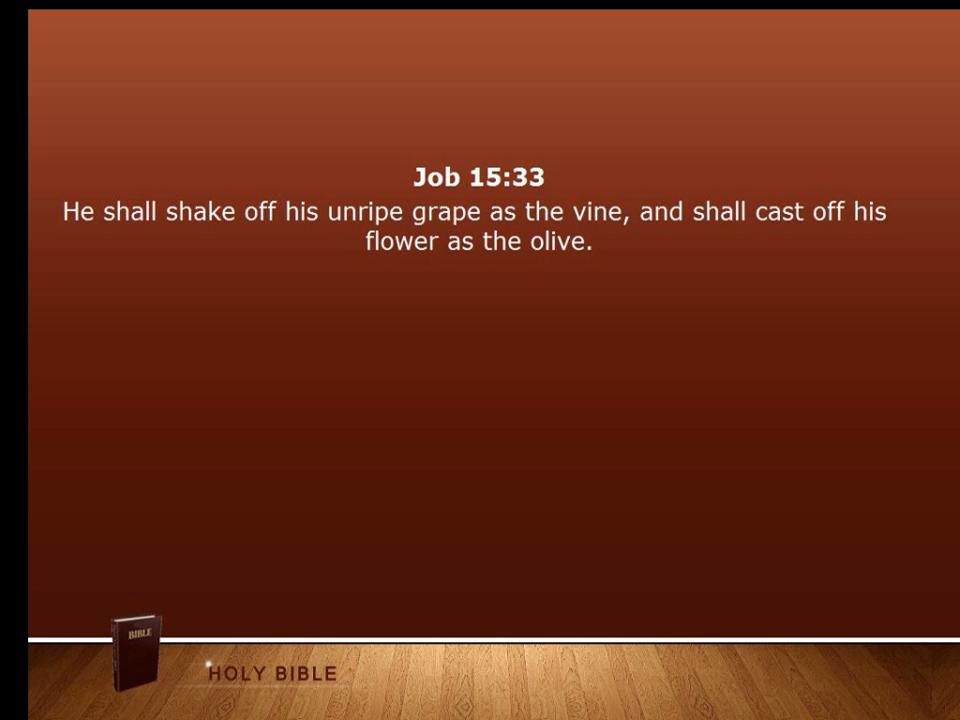 Job 15:33
He shall shake off his unripe grape as the vine, and shall cast off his
flower as the olive.
BIBLE
HOLY BIBLE